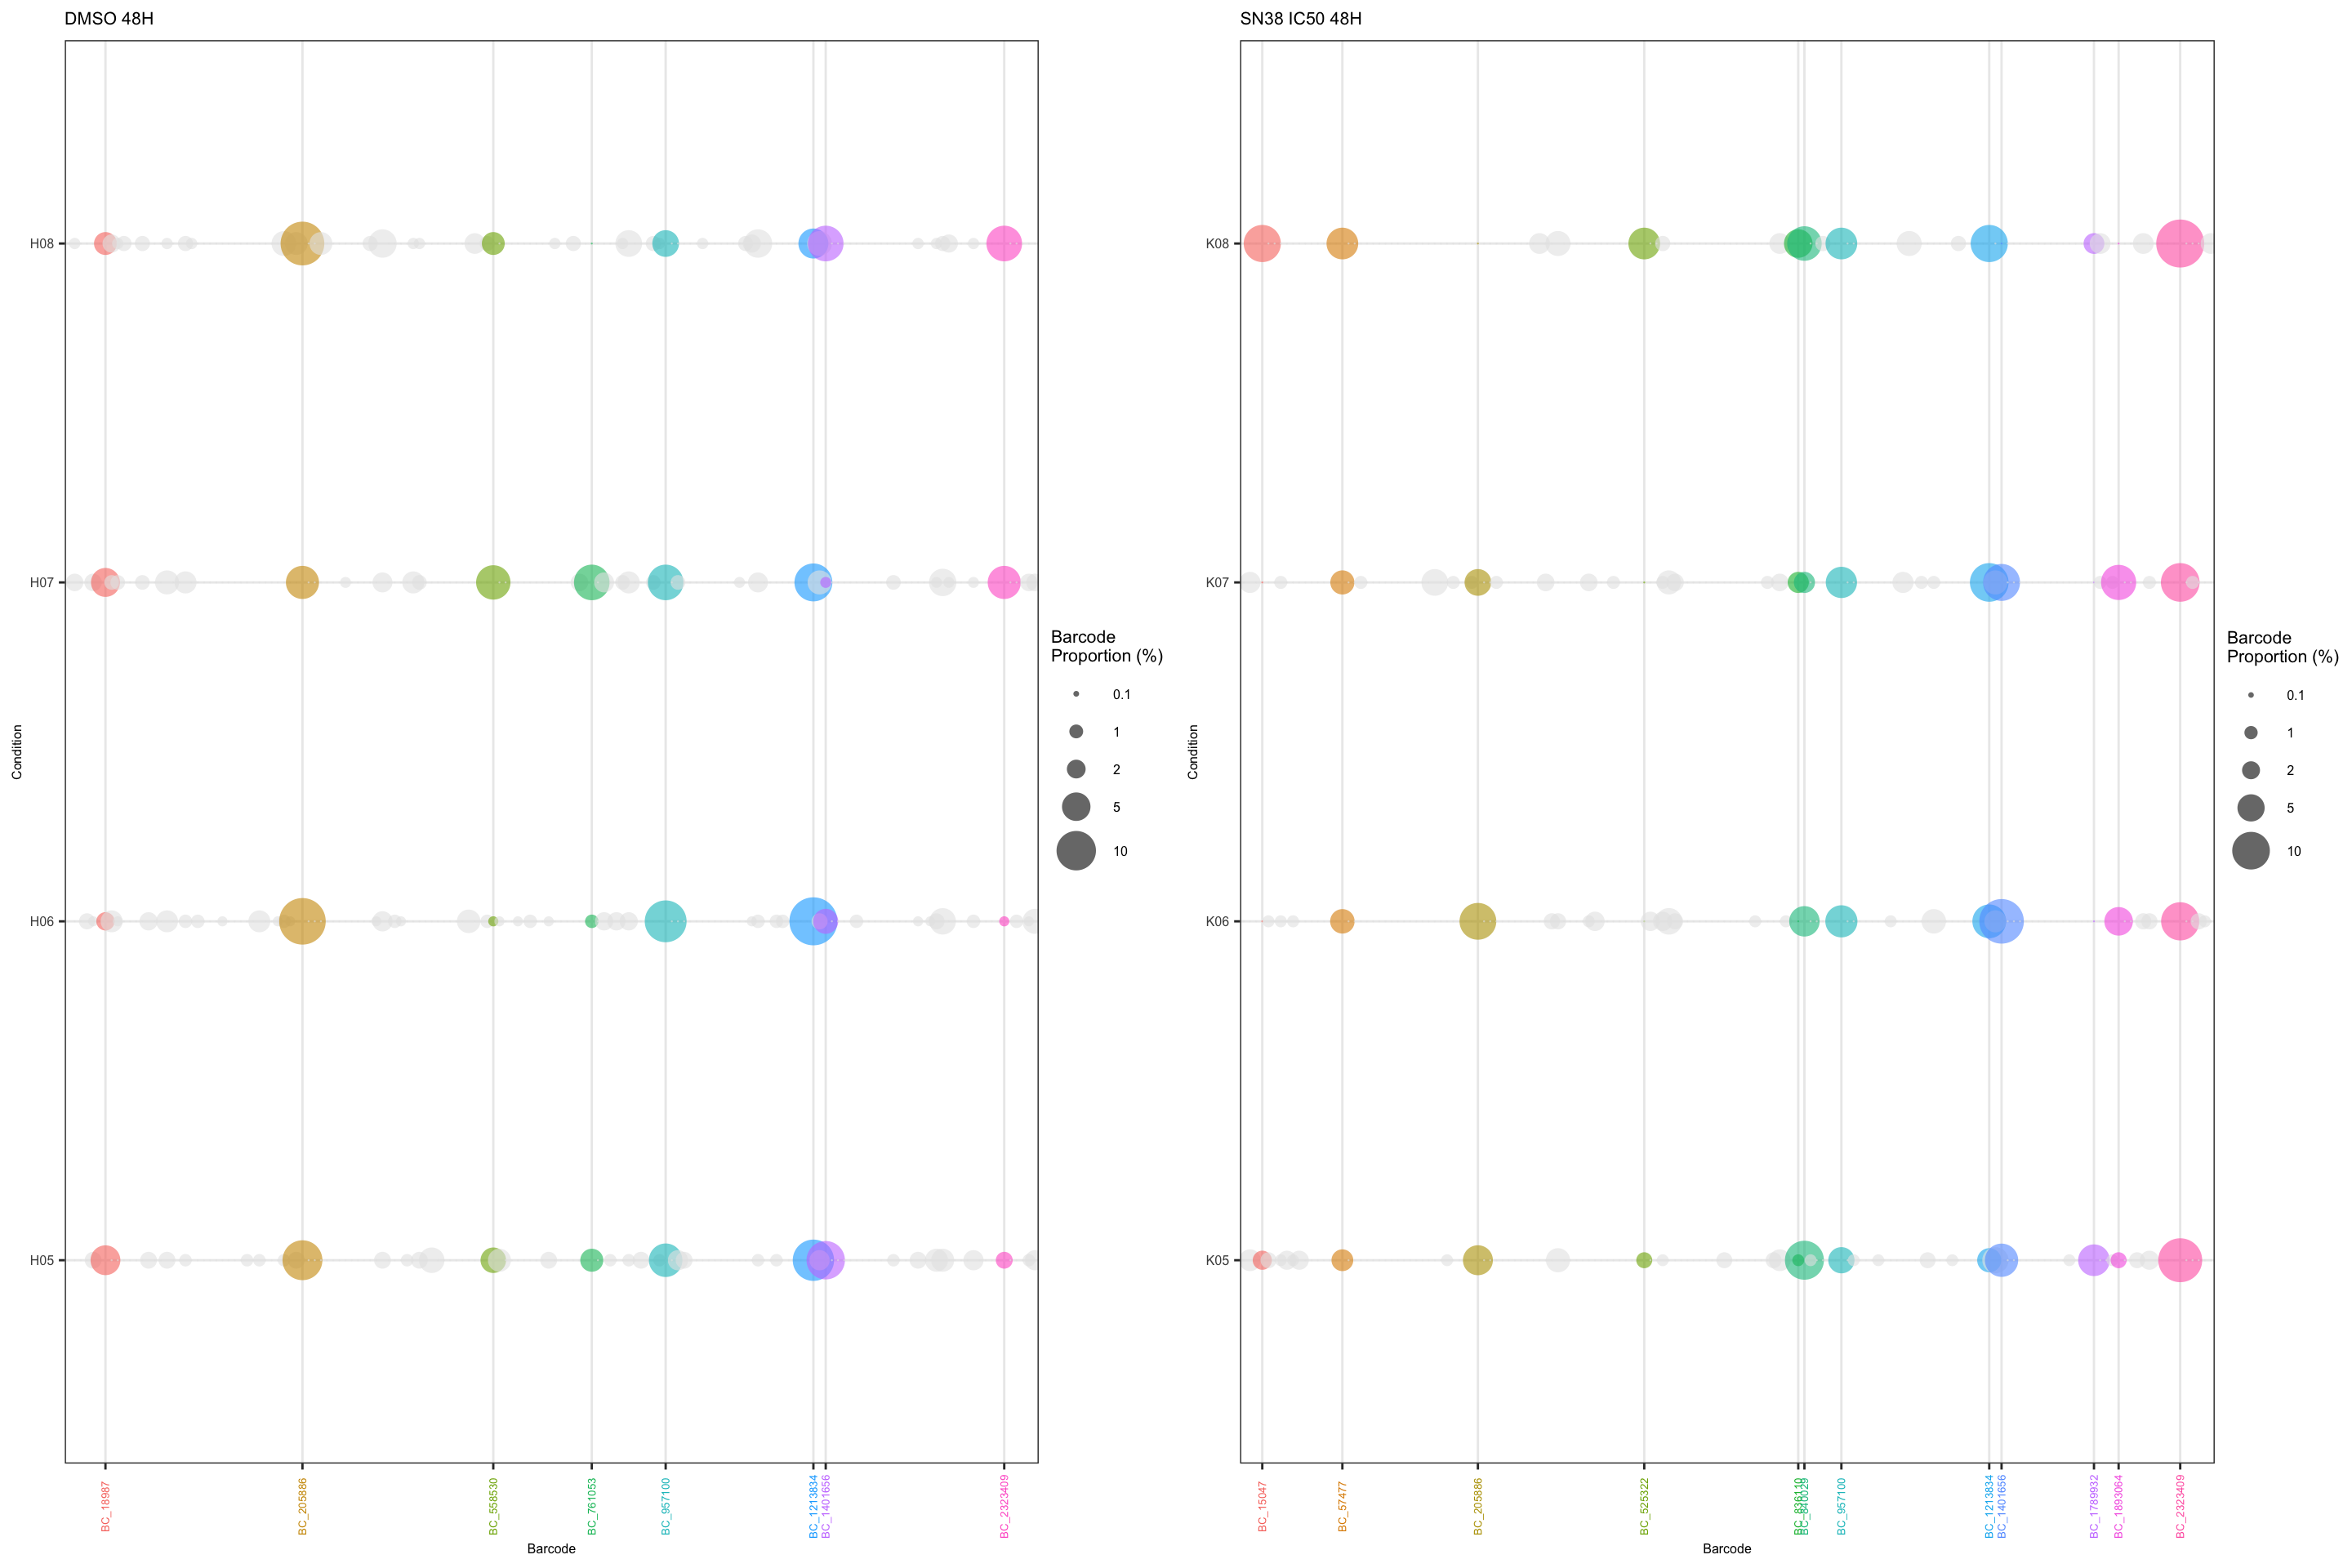 DMSO 48H
H08
H07
H06
H05
Condition
BC_18987
BC_205886
BC_558530
BC_761053
BC_957100
BC_1213834
BC_1401656
BC_2323409
Barcode
Barcode
Proportion (%)
0.1
1
2
5
10
SN38 IC50 48H
K08
K07
K06
K05
Condition
BC_15047
BC_57477
BC_205886
BC_525322
BC_957100
BC_1213834
BC_1401656
BC_1789932
BC_1893064
BC_2323409
Barcode
Barcode
Proportion (%)
0.1
1
2
5
10